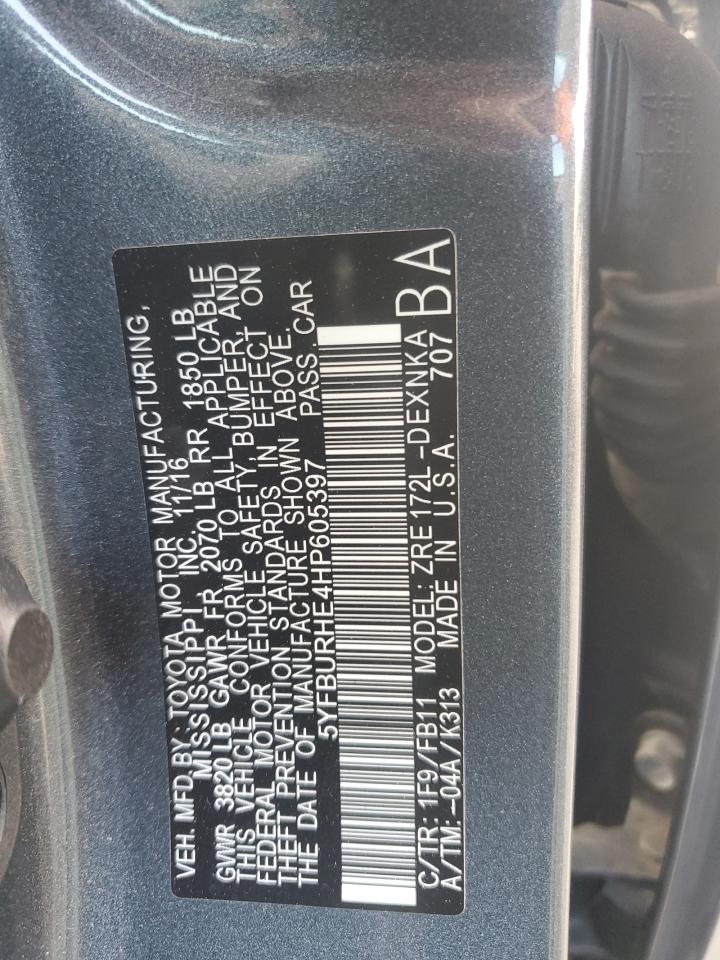 VEH. MFD.BY: TOYOTA MOTOR MANUFACTURING,
MISSISSIPPI INC. 11/16
GVWR 3820LB GAWR FR 2070 LB RR 1850 LB
THIS VEHICLE CONFORMS TO ALL APPLICABLE
FEDERAL MOTOR VEHICLE SAFETY, BUMPER, AND
THEFT PREVENTION STANDARDS IN EFFECT ON
THE DATE OF MANUFACTURE SHOWN ABOVE.
5YFBURHE4HP605397 PASS. CAR
C/TR: 1F9/FB11 MODEL: ZRE172L-DEXNKA BA
A/TM: -04A/K313 MADE IN U.S.A. 707